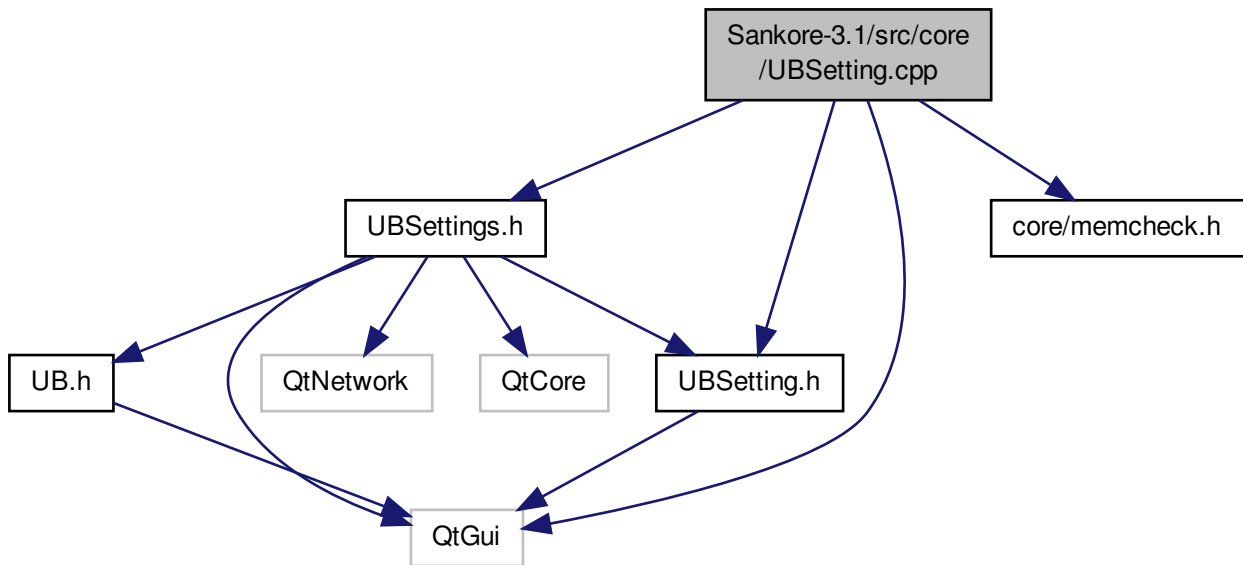 Sankore-3.1/src/core
/UBSetting.cpp
UBSettings.h
core/memcheck.h
UB.h
QtNetwork
QtCore
UBSetting.h
QtGui